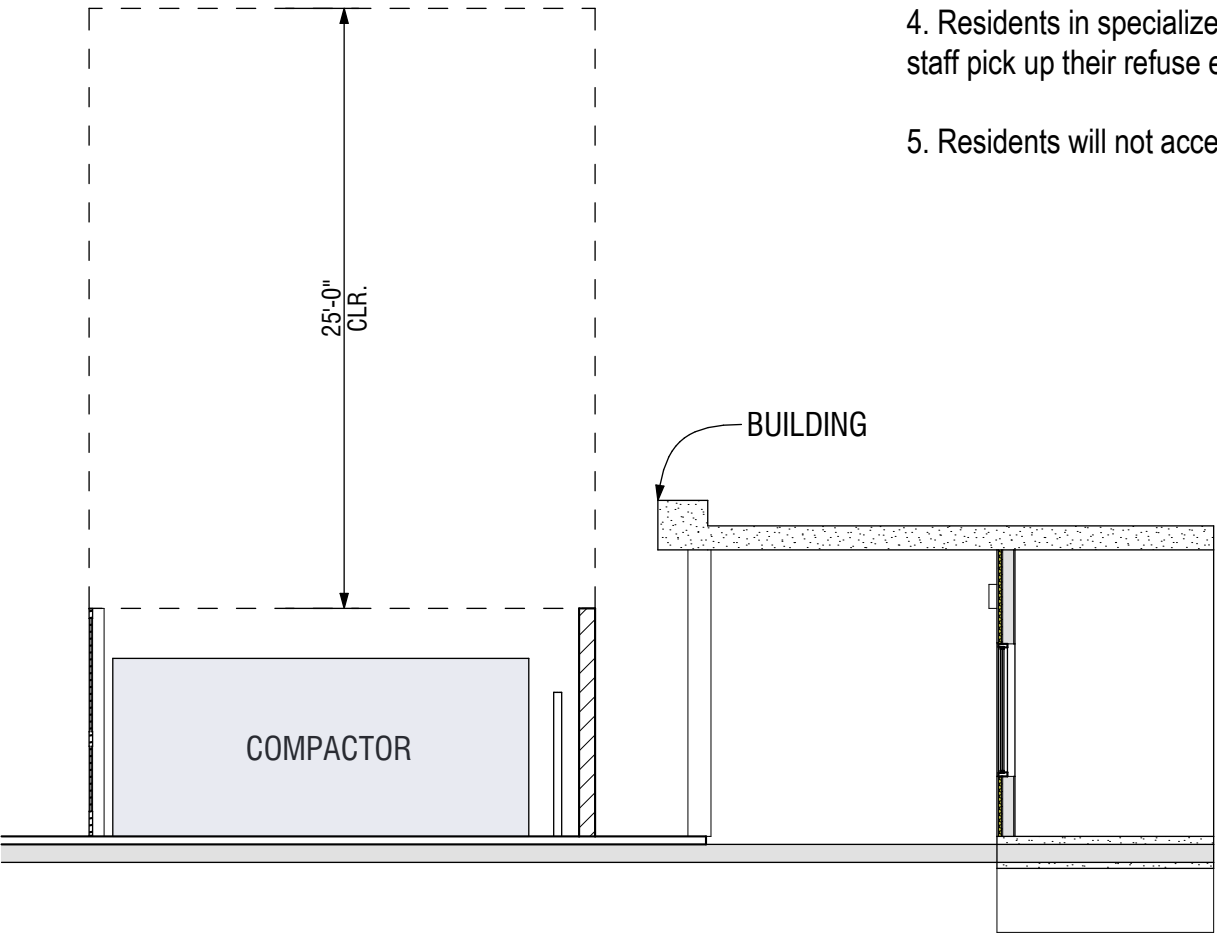 4. Residents in specialize
staff pick up their refuse e
5. Residents will not acce
25'-0"
CLR.
BUILDING
COMPACTOR